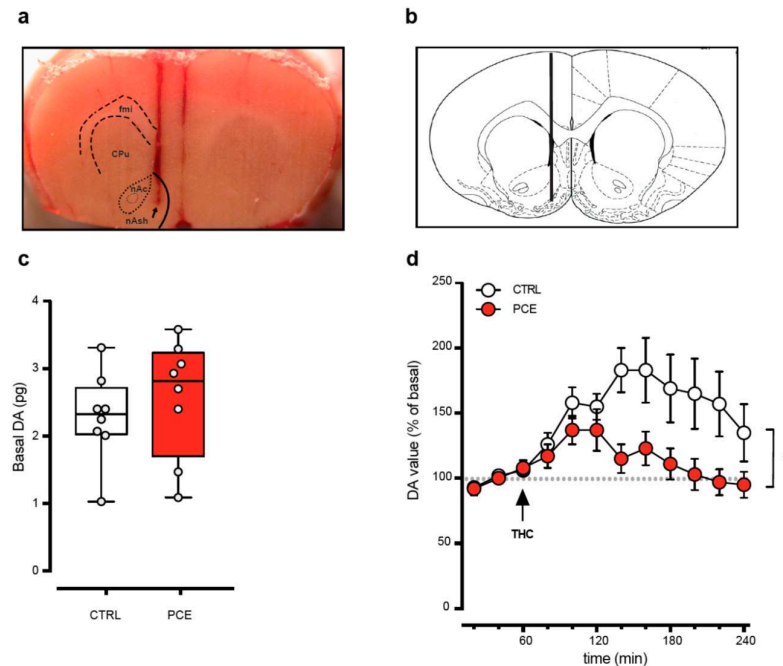 a
fmi
CPu
nAc
nAsh
b
c
Basal DA (pg)
4
3
2
1
0
CTRL
PCE
d
CTRL
PCE
DA value (% of basal)
250
200
150
100
50
0
THC
60
120
180
240
time (min)